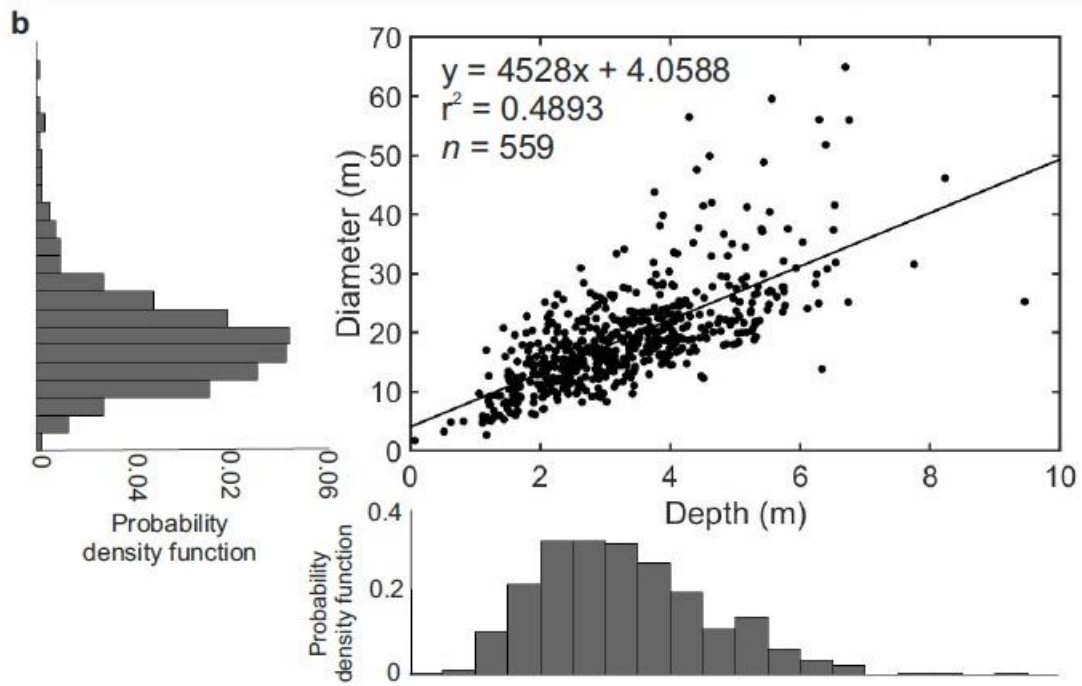 b
70
60
50
40
30
20
10
0
y = 4528x + 4.0588
r² = 0.4893
n = 559
Diameter (m)
0 2 4 6 8 10
Depth (m)
0 0.04 0.02 0.06
Probability
density function
0.4
0.2
0
Probability
density function